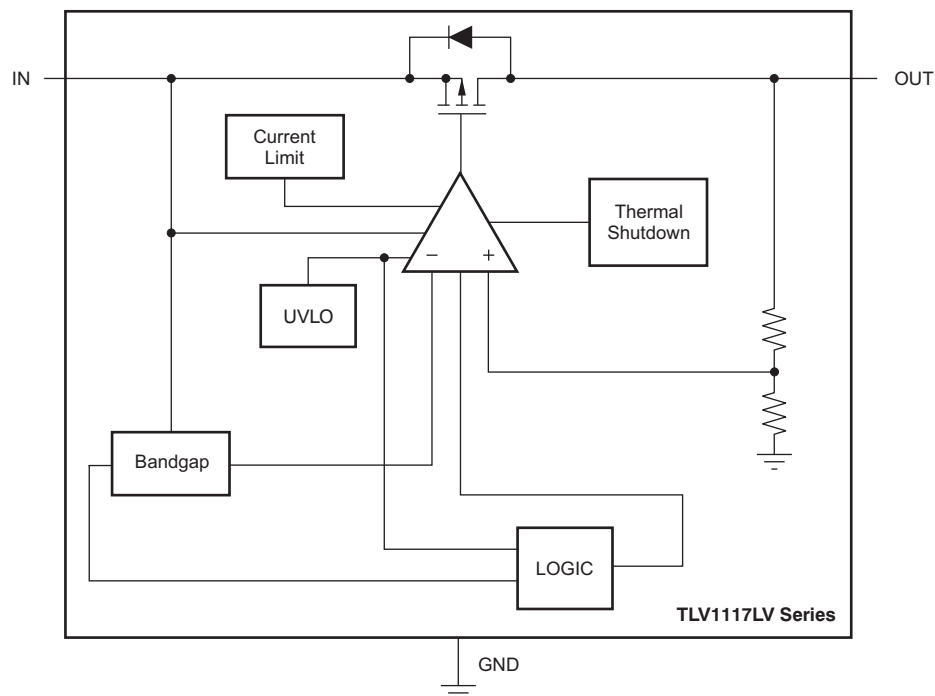 IN
OUT
Current
Limit
Thermal
Shutdown
−
+
UVLO
Bandgap
LOGIC
TLV1117LV Series
GND